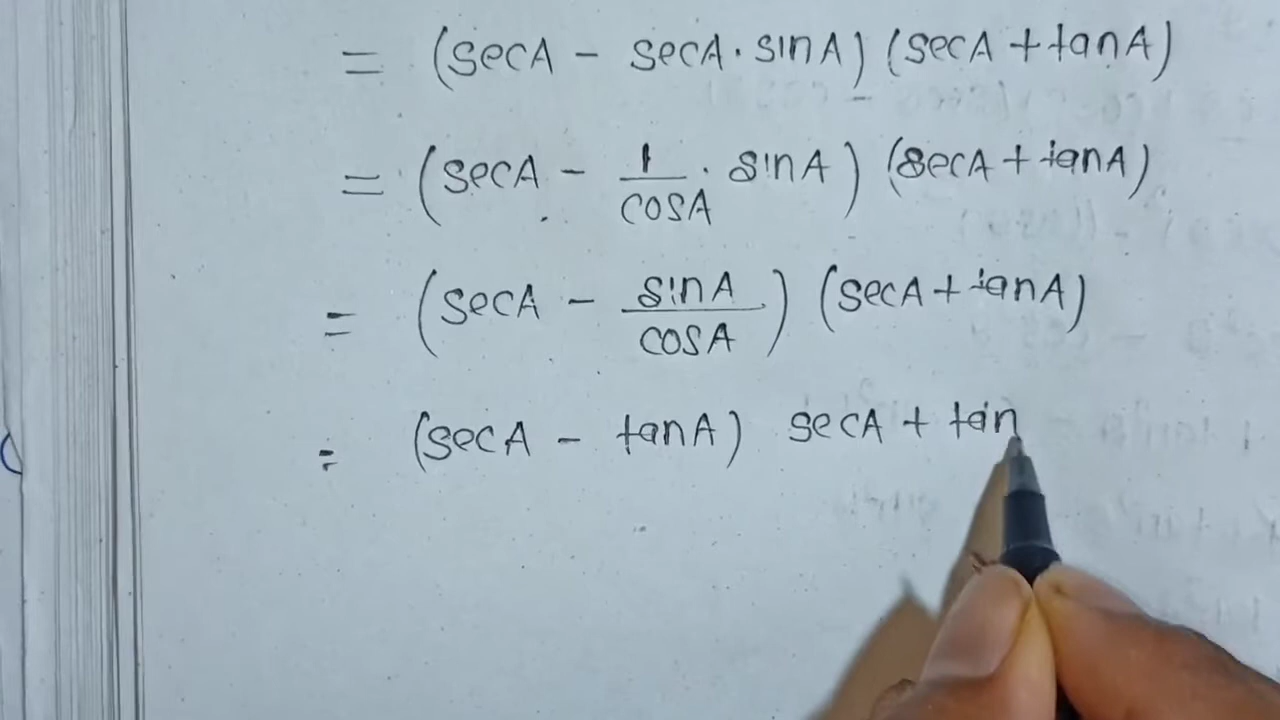 = (secA - secA · sinA) (secA + tanA)
= (secA - 1/cosA · sinA) (secA + tanA)
= (secA - sinA/cosA) (secA + tanA)
= (secA - tanA) secA + tan